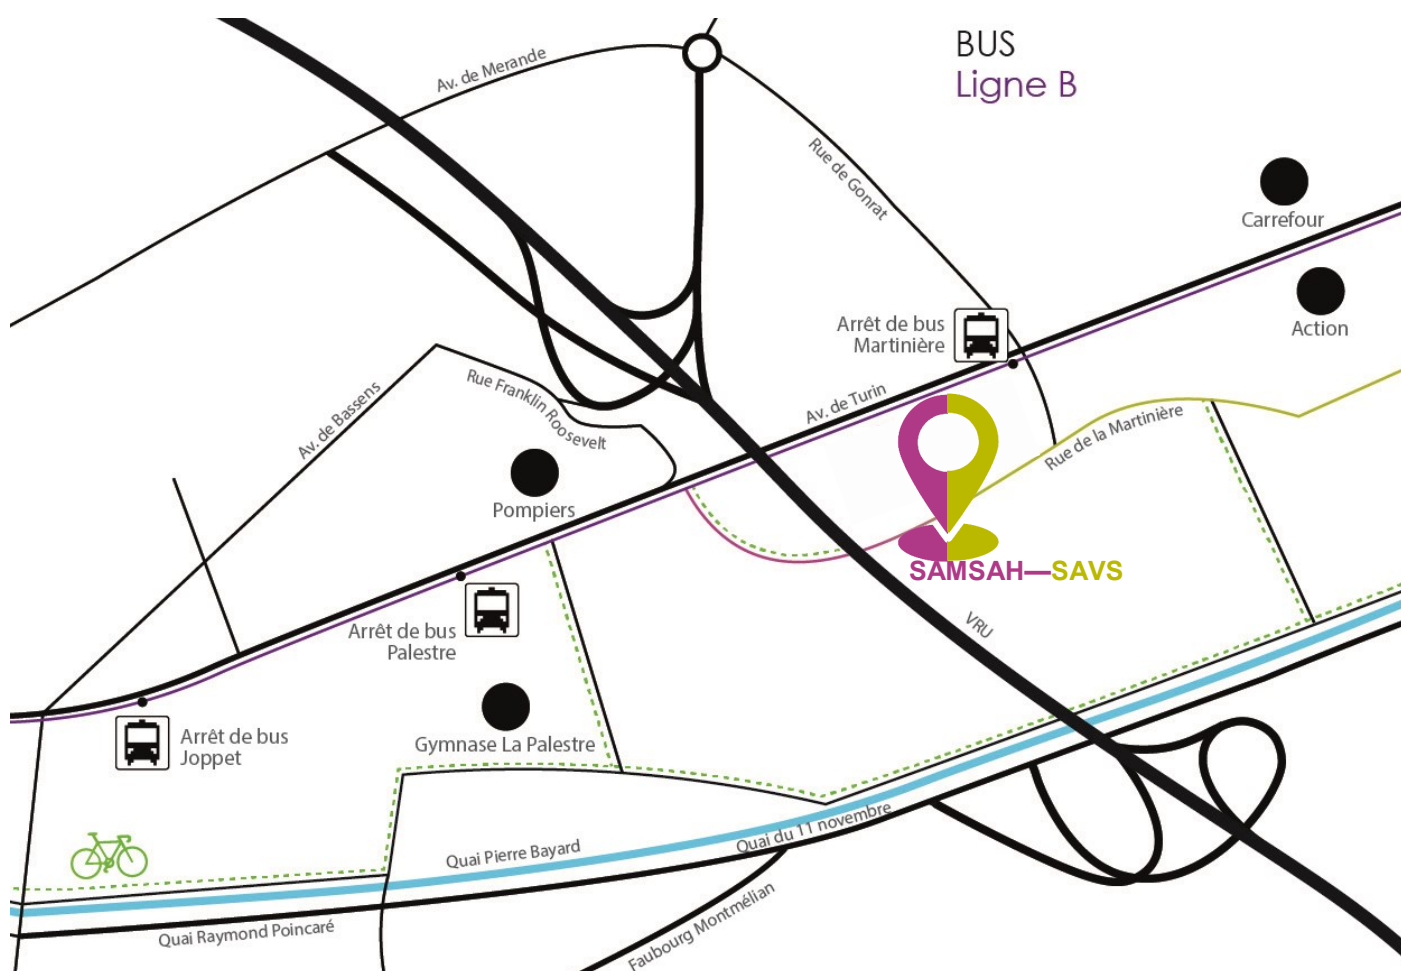 BUS
Ligne B
Av. de Merande
Rue de Gonrat
Carrefour
Action
Arrêt de bus
Martinière
Rue Franklin Roosevelt
Av. de Bassens
Av. de Turin
Rue de la Martinière
Pompiers
SAMSAH—SAVS
VRU
Arrêt de bus
Palestre
Gymnase La Palestre
Arrêt de bus
Joppet
Quai du 11 novembre
Quai Pierre Bayard
Quai Raymond Poincaré
Faubourg Montmélian